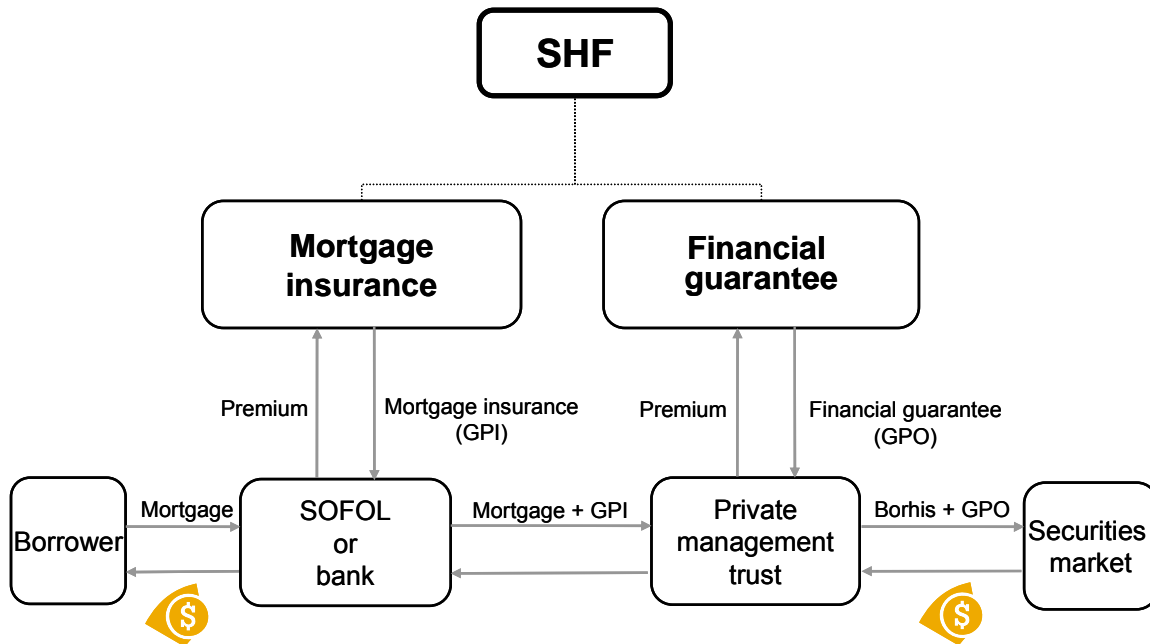 SHF
Mortgage
insurance
Financial
guarantee
Premium
Mortgage insurance
(GPI)
Premium
Financial guarantee
(GPO)
Borrower
Mortgage
SOFOL
or
bank
Mortgage + GPI
Private
management
trust
Borhis + GPO
Securities
market
$
$